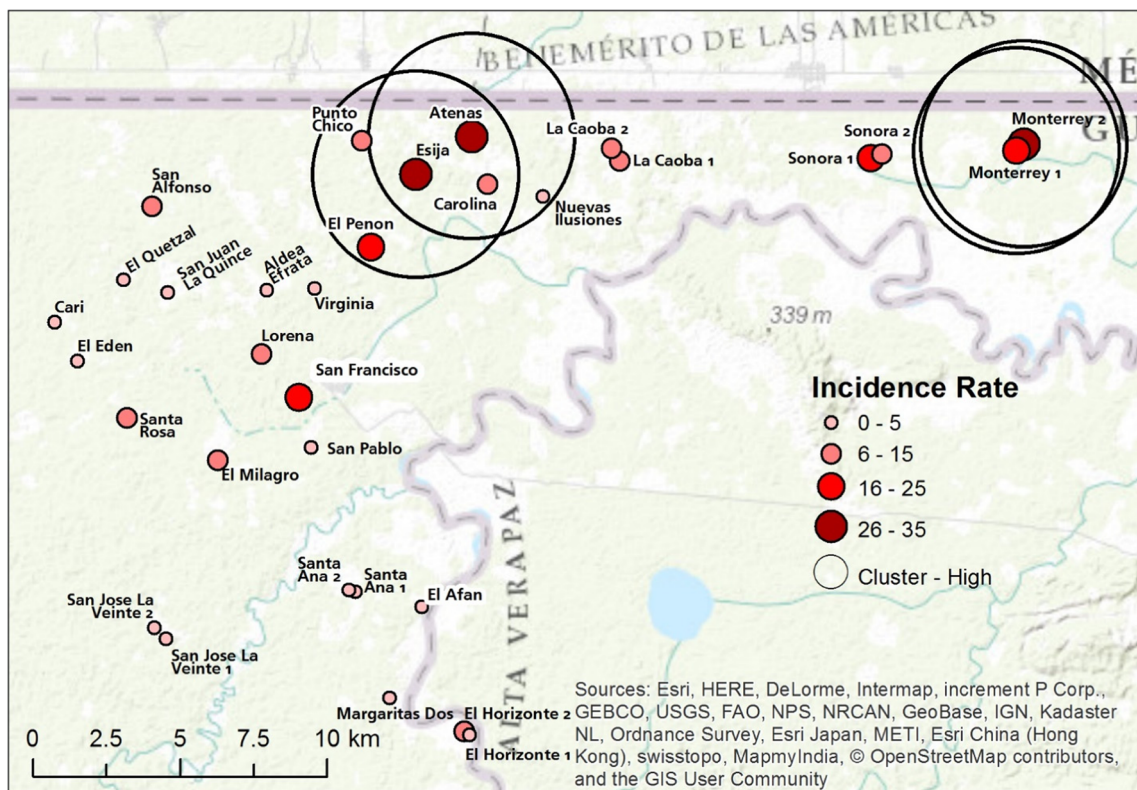 BENEMÉRITO DE LAS AMÉRICAS
MÉ
GU
Punto
Chico
Atenas
Esija
La Caoba 2
La Caoba 1
Sonora 2
Sonora 1
Monterrey 2
Monterrey 1
San
Alfonso
Carolina
Nuevas
Ilusiones
El Penon
El Quetzal
San Juan
La Quince
Aldea
Efrata
Virginia
Cari
El Eden
Lorena
339 m
San Francisco
Santa
Rosa
San Pablo
El Milagro
Incidence Rate
0 - 5
6 - 15
16 - 25
26 - 35
Cluster - High
ALTA VERAPAZ
Santa
Ana 2
Santa
Ana 1
El Afan
San Jose La
Veinte 2
San Jose La
Veinte 1
Margaritas Dos
El Horizonte 2
El Horizonte 1
0 2.5 5 10 km
Sources: Esri, HERE, DeLorme, Intermap, increment P Corp.,
GEBCO, USGS, FAO, NPS, NRCAN, GeoBase, IGN, Kadaster
NL, Ordnance Survey, Esri Japan, METI, Esri China (Hong
Kong), swisstopo, MapmyIndia, © OpenStreetMap contributors,
and the GIS User Community